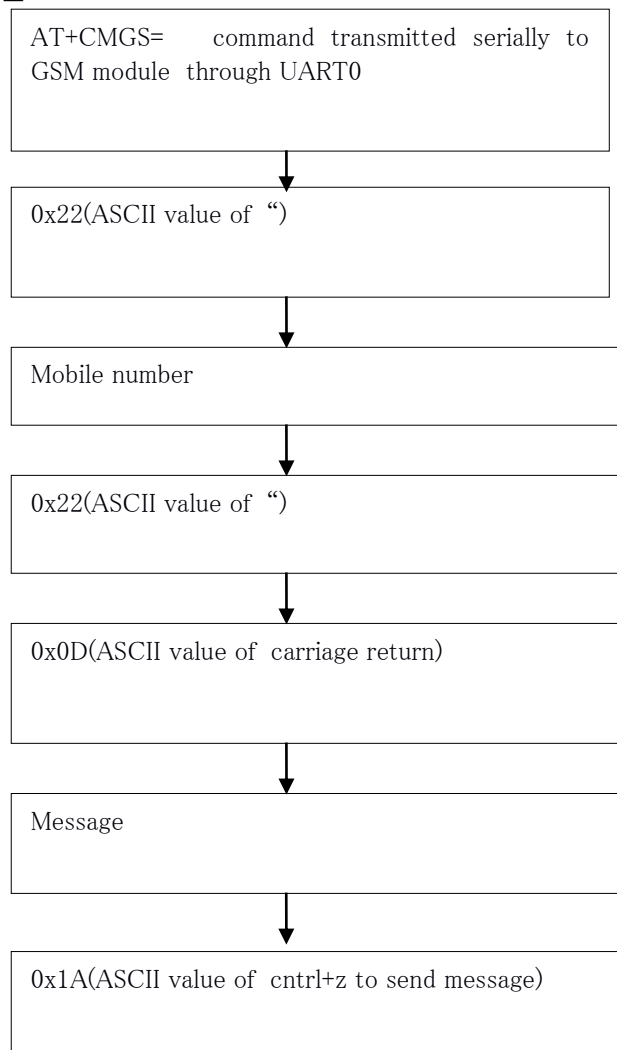 AT+CMGS= command transmitted serially to
GSM module through UART0
0x22(ASCII value of “)
Mobile number
0x22(ASCII value of “)
0x0D(ASCII value of carriage return)
Message
0x1A(ASCII value of cntrl+z to send message)